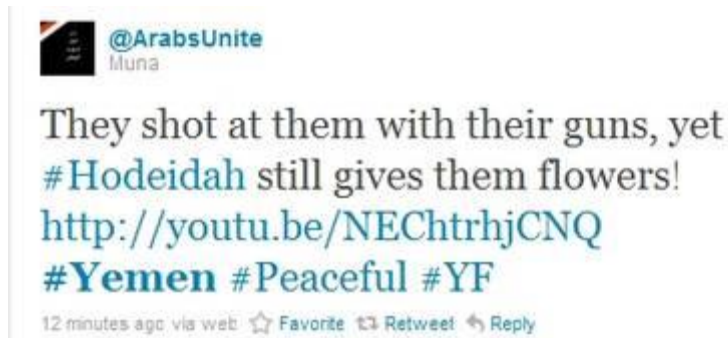 @ArabsUnite
Muna
They shot at them with their guns, yet
#Hodeidah still gives them flowers!
http://youtu.be/NEChtrhjCNQ
#Yemen #Peaceful #YF
12 minutes ago via web Favorite Retweet Reply